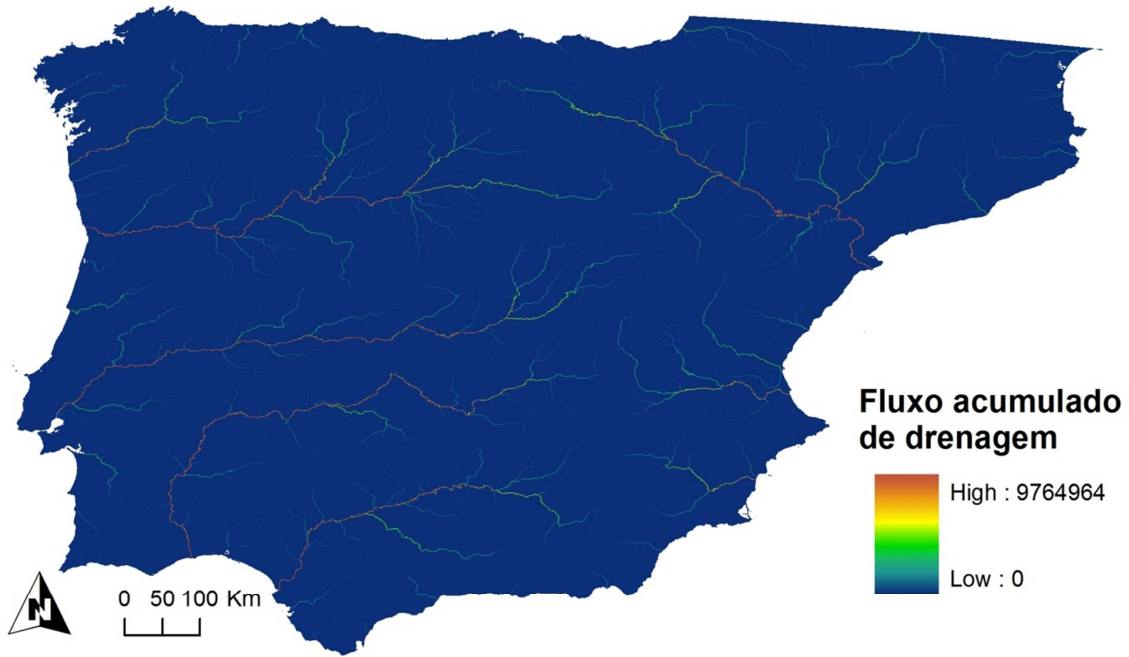 Fluxo acumulado
de drenagem
High : 9764964
Low : 0
N
0 50 100 Km